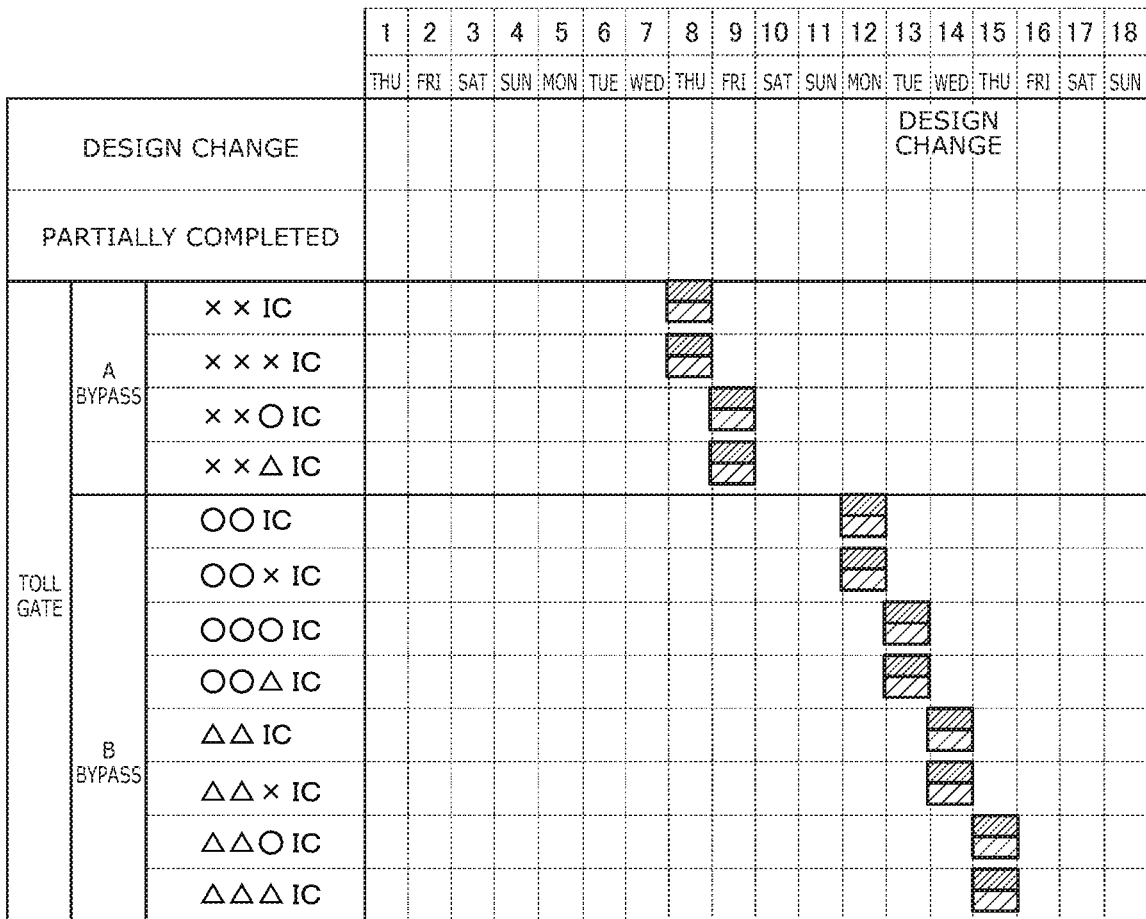 1 2 3 4 5 6 7 8 9 10 11 12 13 14 15 16 17 18
THU FRI SAT SUN MON TUE WED THU FRI SAT SUN MON TUE WED THU FRI SAT SUN
DESIGN CHANGE
DESIGN
CHANGE
PARTIALLY COMPLETED
TOLL
GATE
A
BYPASS
××IC
×××IC
××○IC
××△IC
B
BYPASS
○○IC
○○×IC
○○○IC
○○△IC
△△IC
△△×IC
△△○IC
△△△IC